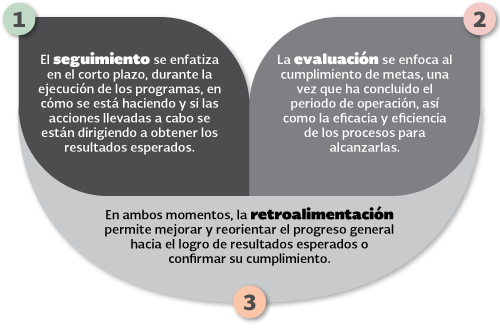 1
El seguimiento se enfatiza
en el corto plazo, durante la
ejecución de los programas, en
cómo se está haciendo y si las
acciones llevadas a cabo se
están dirigiendo a obtener los
resultados esperados.
2
La evaluación se enfoca al
cumplimiento de metas, una
vez que ha concluido el
periodo de operación, así
como la eficacia y eficiencia
de los procesos para
alcanzarlas.
En ambos momentos, la retroalimentación
permite mejorar y reorientar el progreso general
hacia el logro de resultados esperados o
confirmar su cumplimiento.
3